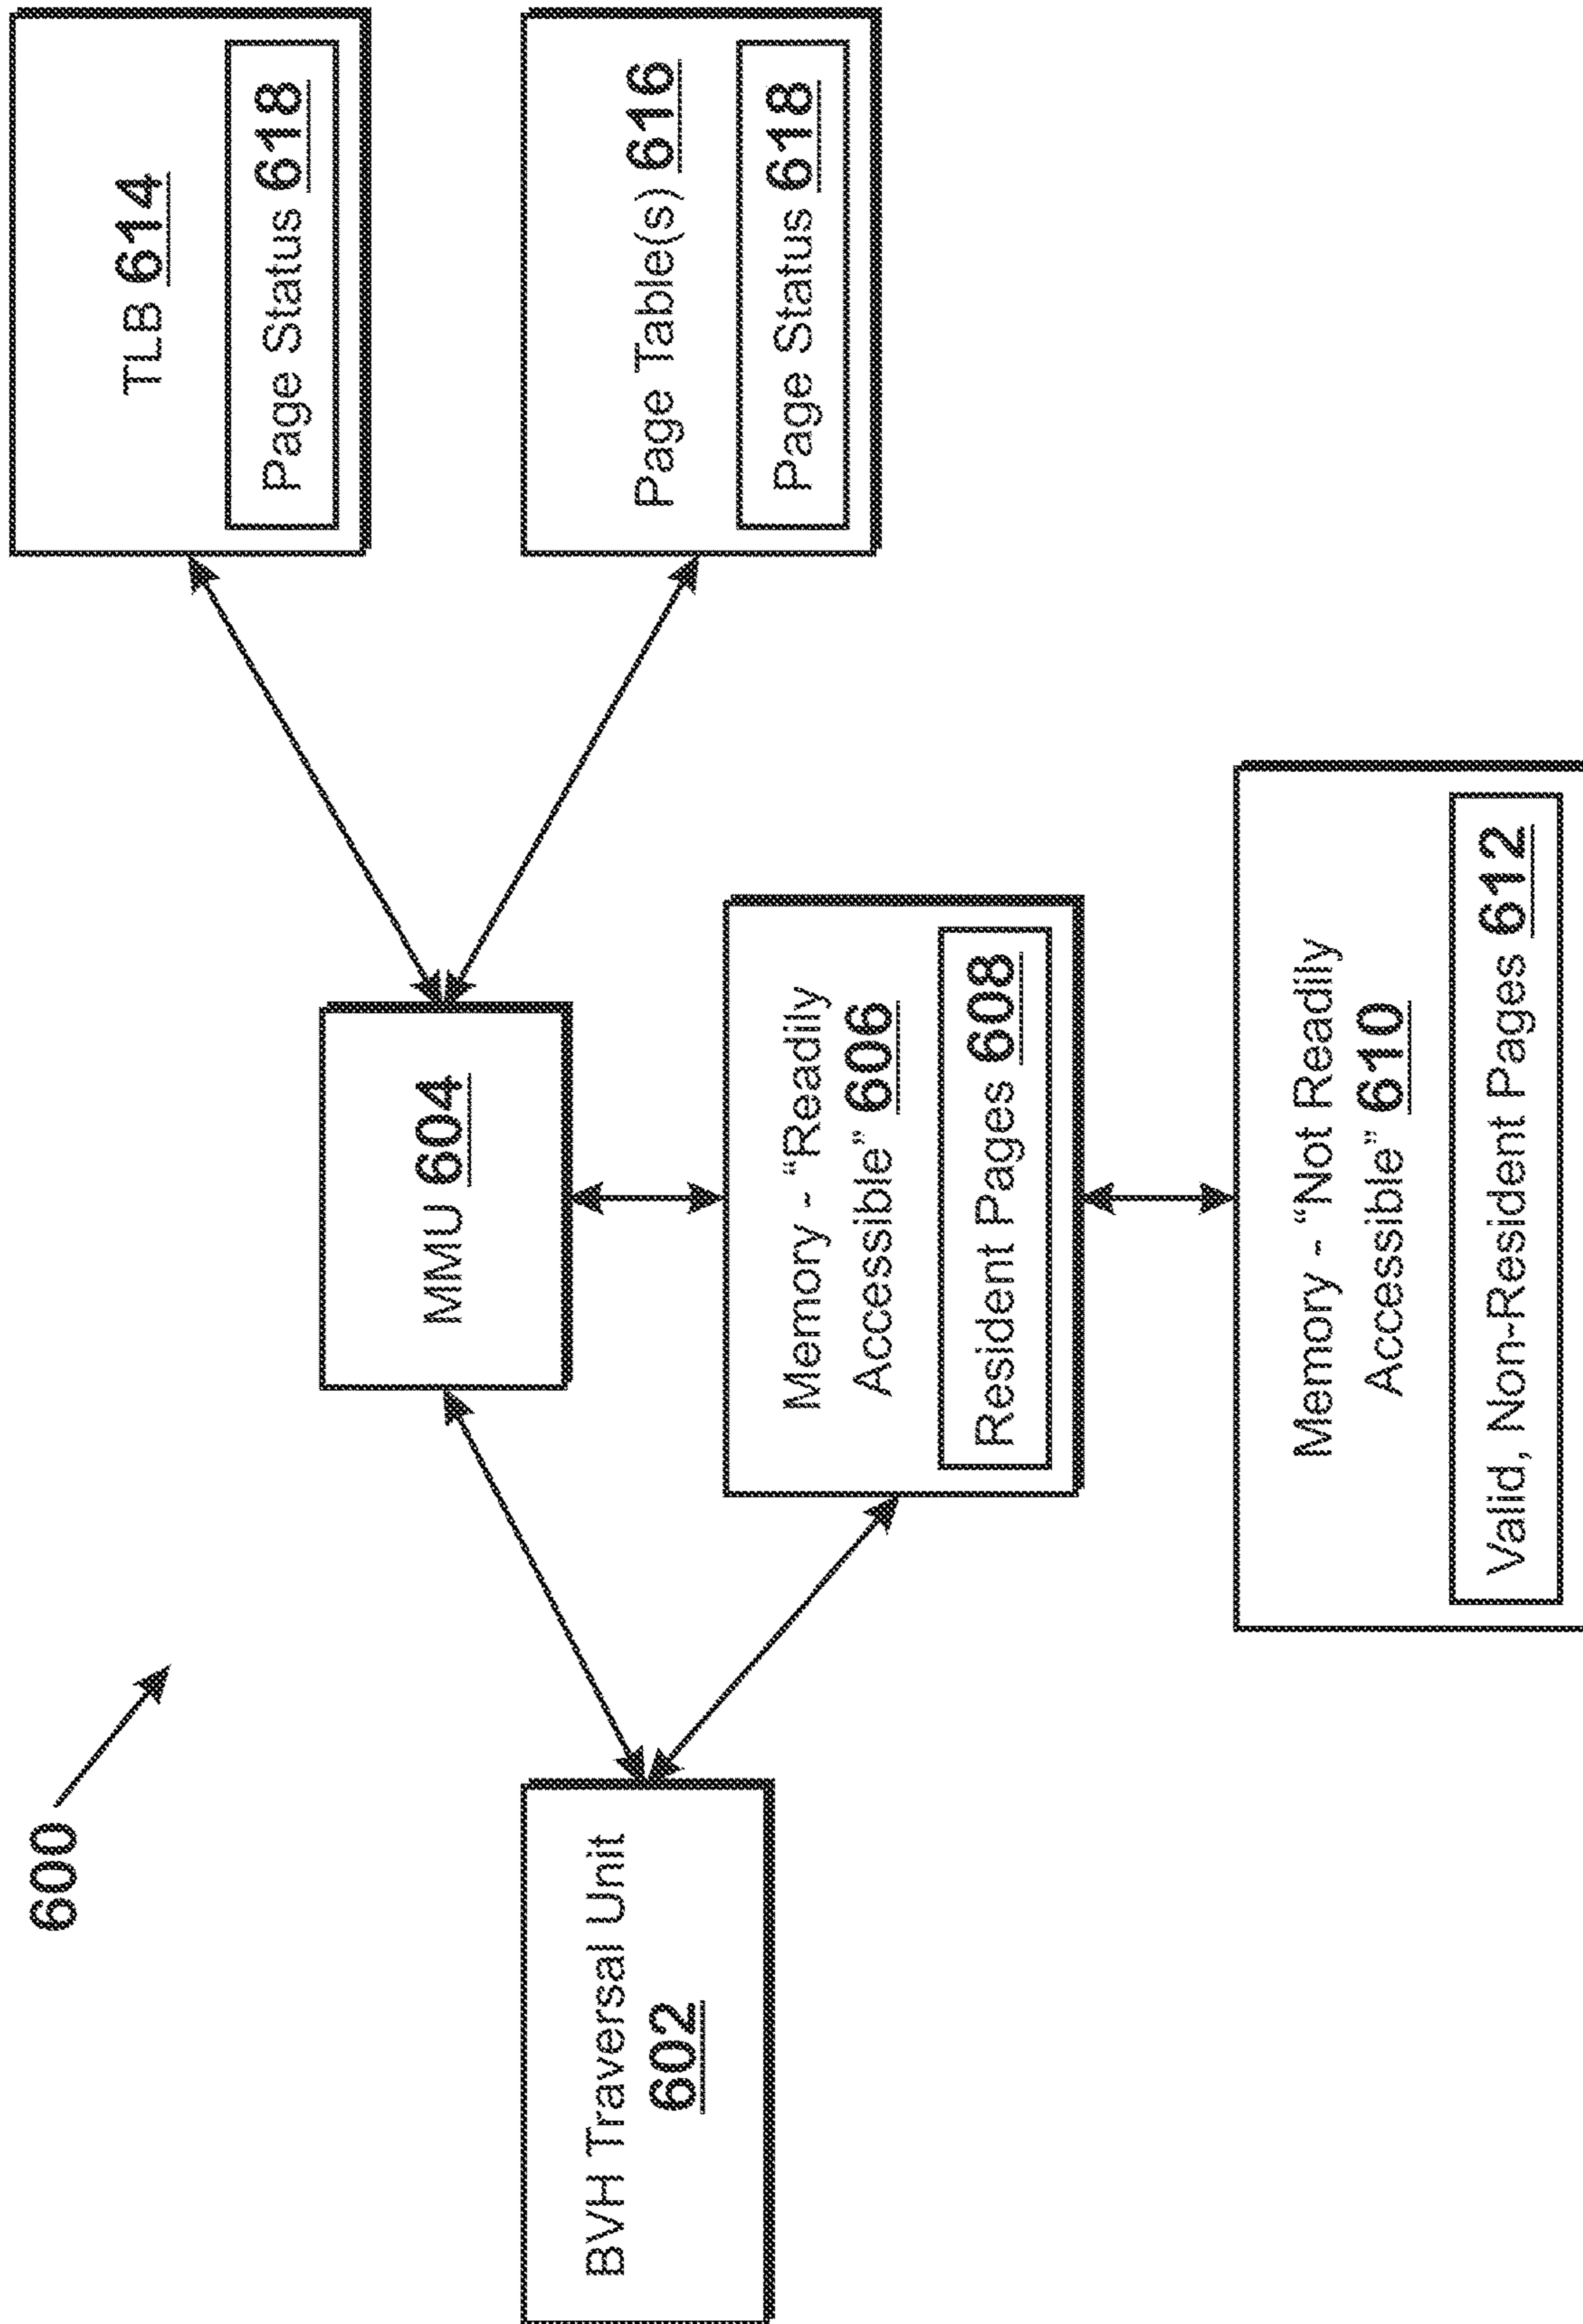 600
BVH Traversal Unit
602
MMU 604
Memory - “Readily
Accessible” 606
Resident Pages 608
Memory - “Not Readily
Accessible” 610
Valid, Non-Resident Pages 612
TLB 614
Page Status 618
Page Table(s) 616
Page Status 618